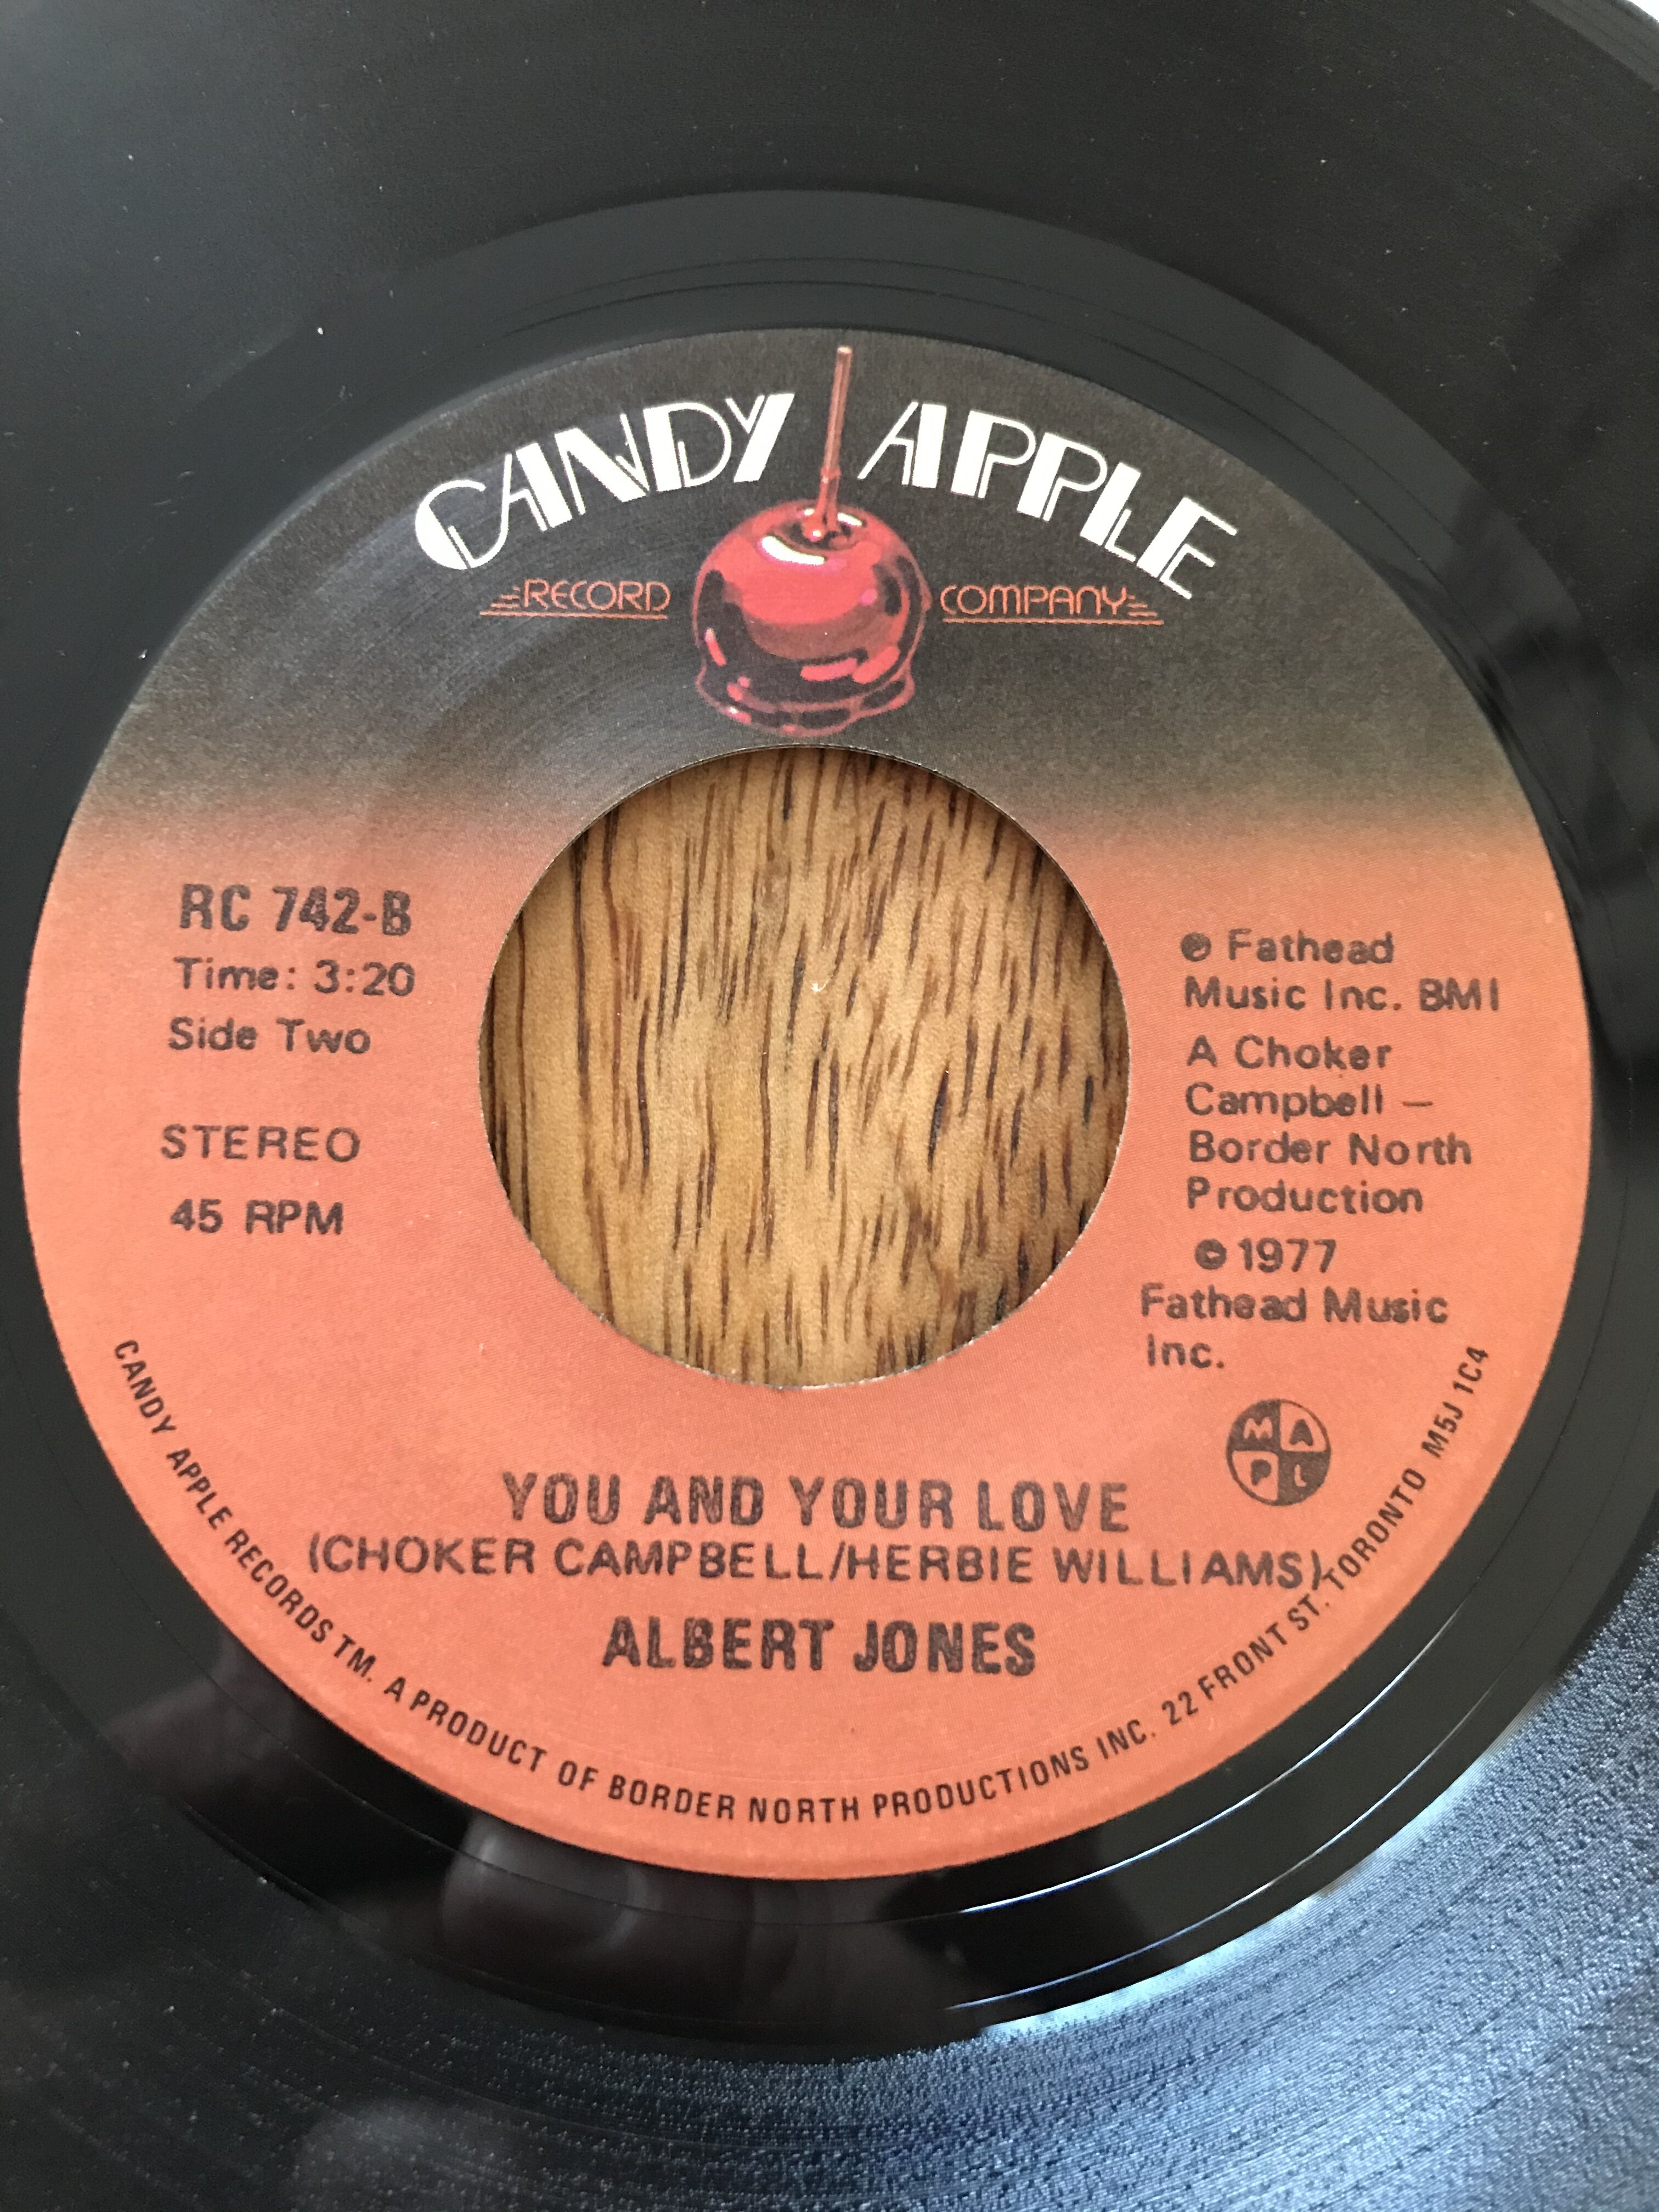 CANDY APPLE
RECORD COMPANY
RC 742-B
Time: 3:20
Side Two
STEREO
45 RPM
℗ Fathead
Music Inc. BMI
A Choker
Campbell –
Border North
Production
© 1977
Fathead Music
Inc.
M A
P L
YOU AND YOUR LOVE
(CHOKER CAMPBELL/HERBIE WILLIAMS)
ALBERT JONES
CANDY APPLE RECORDS TM. A PRODUCT OF BORDER NORTH PRODUCTIONS INC. 22 FRONT ST. TORONTO M5J 1C4